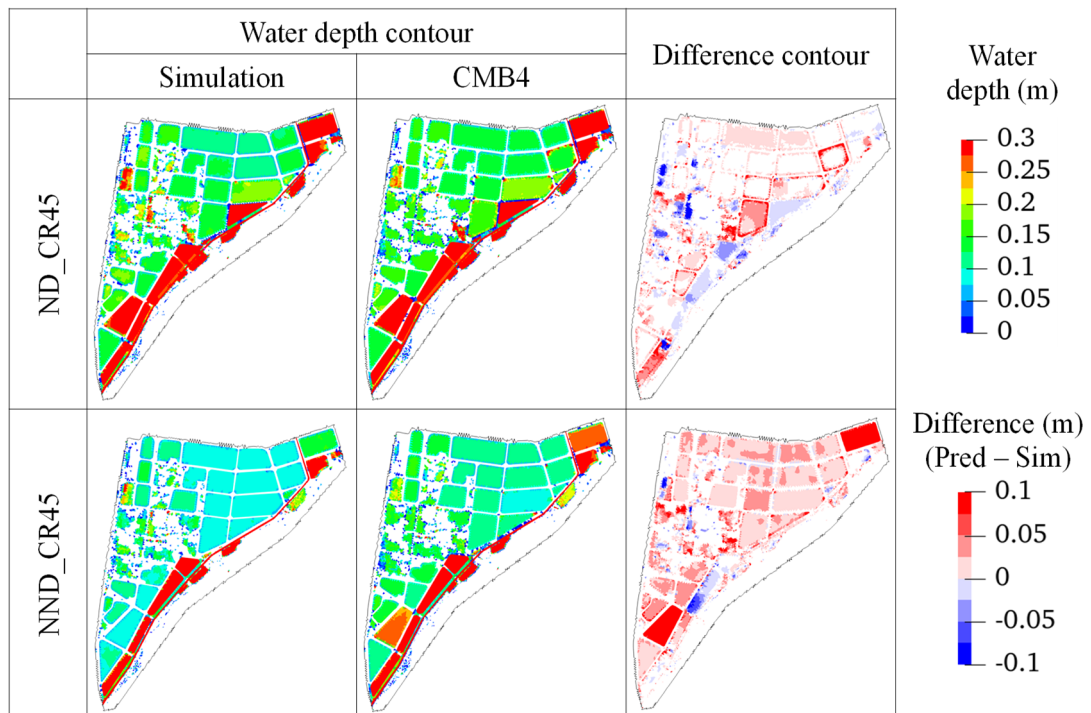 Water depth contour
Difference contour
Simulation
CMB4
ND_CR45
NND_CR45
Water
depth (m)
0.3
0.25
0.2
0.15
0.1
0.05
0
Difference (m)
(Pred – Sim)
0.1
0.05
0
-0.05
-0.1